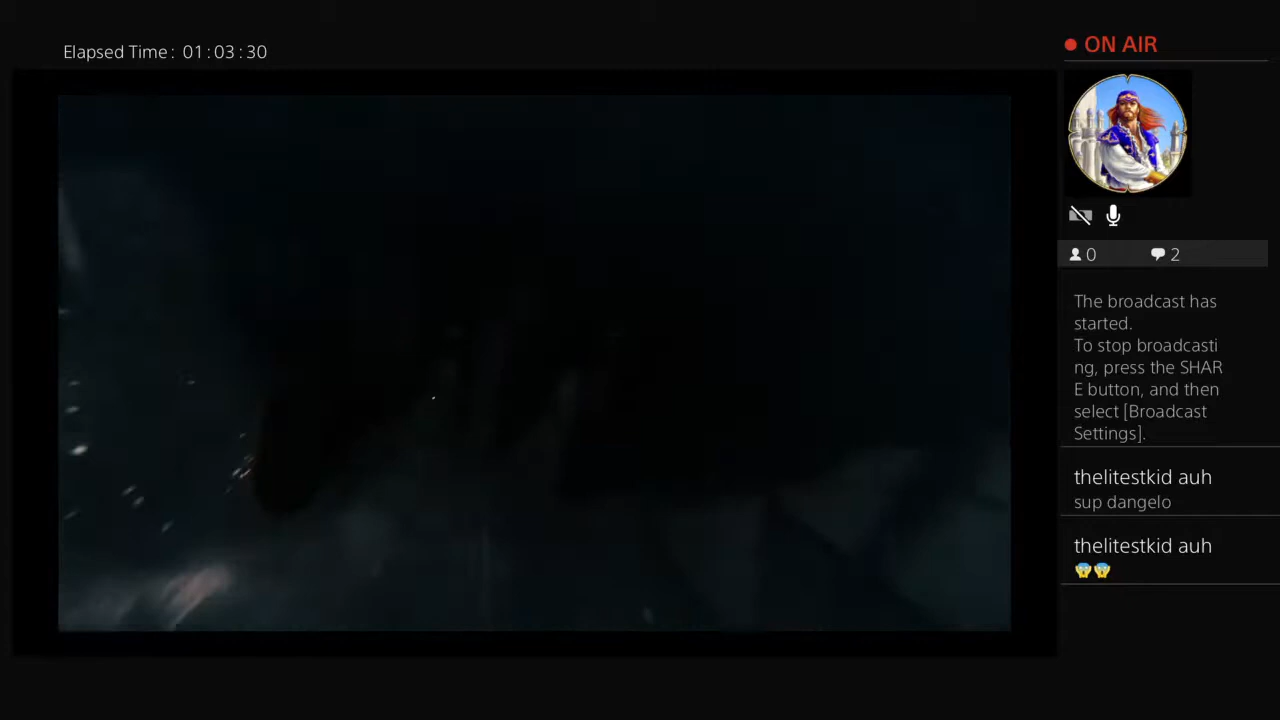 Elapsed Time: 01:03:30
ON AIR
0 2
The broadcast has
started.
To stop broadcasti
ng, press the SHAR
E button, and then
select [Broadcast
Settings].
thelitestkid auh
sup dangelo
thelitestkid auh
😱😱